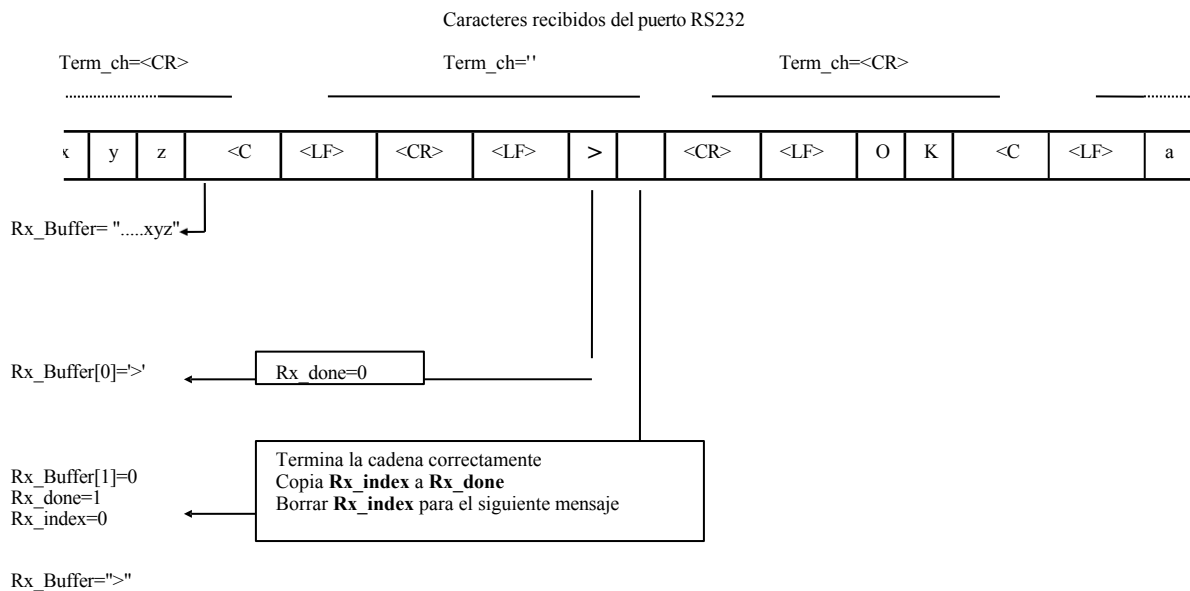 Caracteres recibidos del puerto RS232
Term_ch=<CR> Term_ch='' Term_ch=<CR>
x y z <C <LF> <CR> <LF> > <CR> <LF> O K <C <LF> a
Rx_Buffer= ".....xyz"
Rx_Buffer[0]='>' Rx_done=0
Termina la cadena correctamente
Copia Rx_index a Rx_done
Borrar Rx_index para el siguiente mensaje
Rx_Buffer[1]=0
Rx_done=1
Rx_index=0
Rx_Buffer=">"